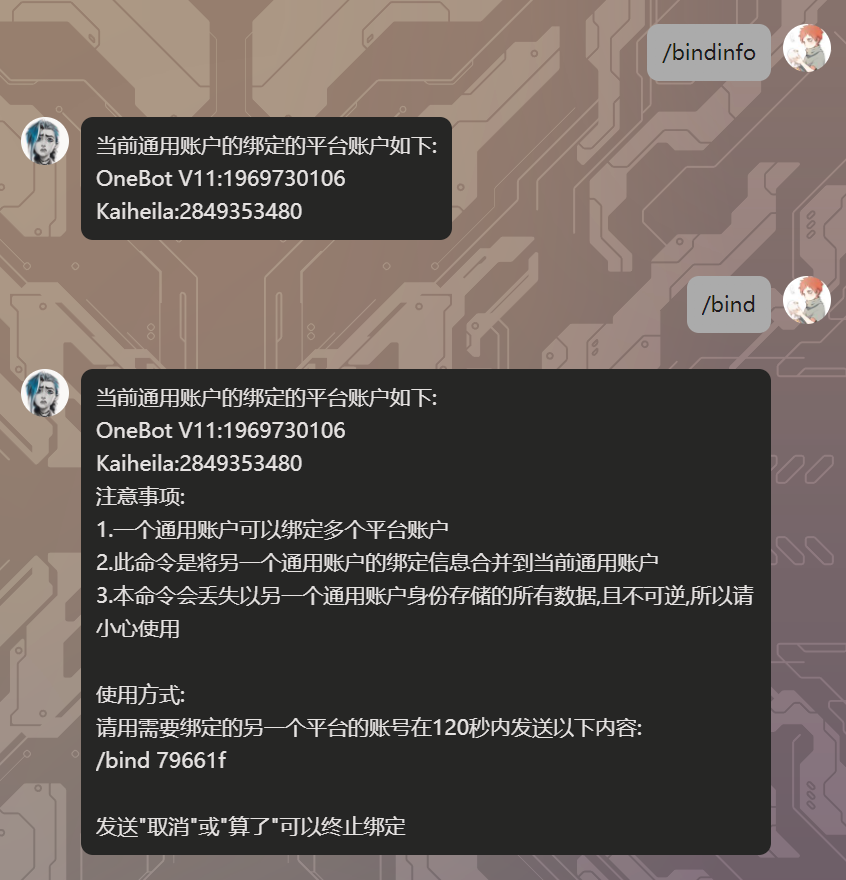 /bindinfo
当前通用账户的绑定的平台账户如下:
OneBot V11:1969730106
Kaiheila:2849353480
/bind
当前通用账户的绑定的平台账户如下:
OneBot V11:1969730106
Kaiheila:2849353480
注意事项:
1.一个通用账户可以绑定多个平台账户
2.此命令是将另一个通用账户的绑定信息合并到当前通用账户
3.本命令会丢失以另一个通用账户身份存储的所有数据,且不可逆,所以请
小心使用
使用方式:
请用需要绑定的另一个平台的账号在120秒内发送以下内容:
/bind 79661f
发送"取消"或"算了"可以终止绑定